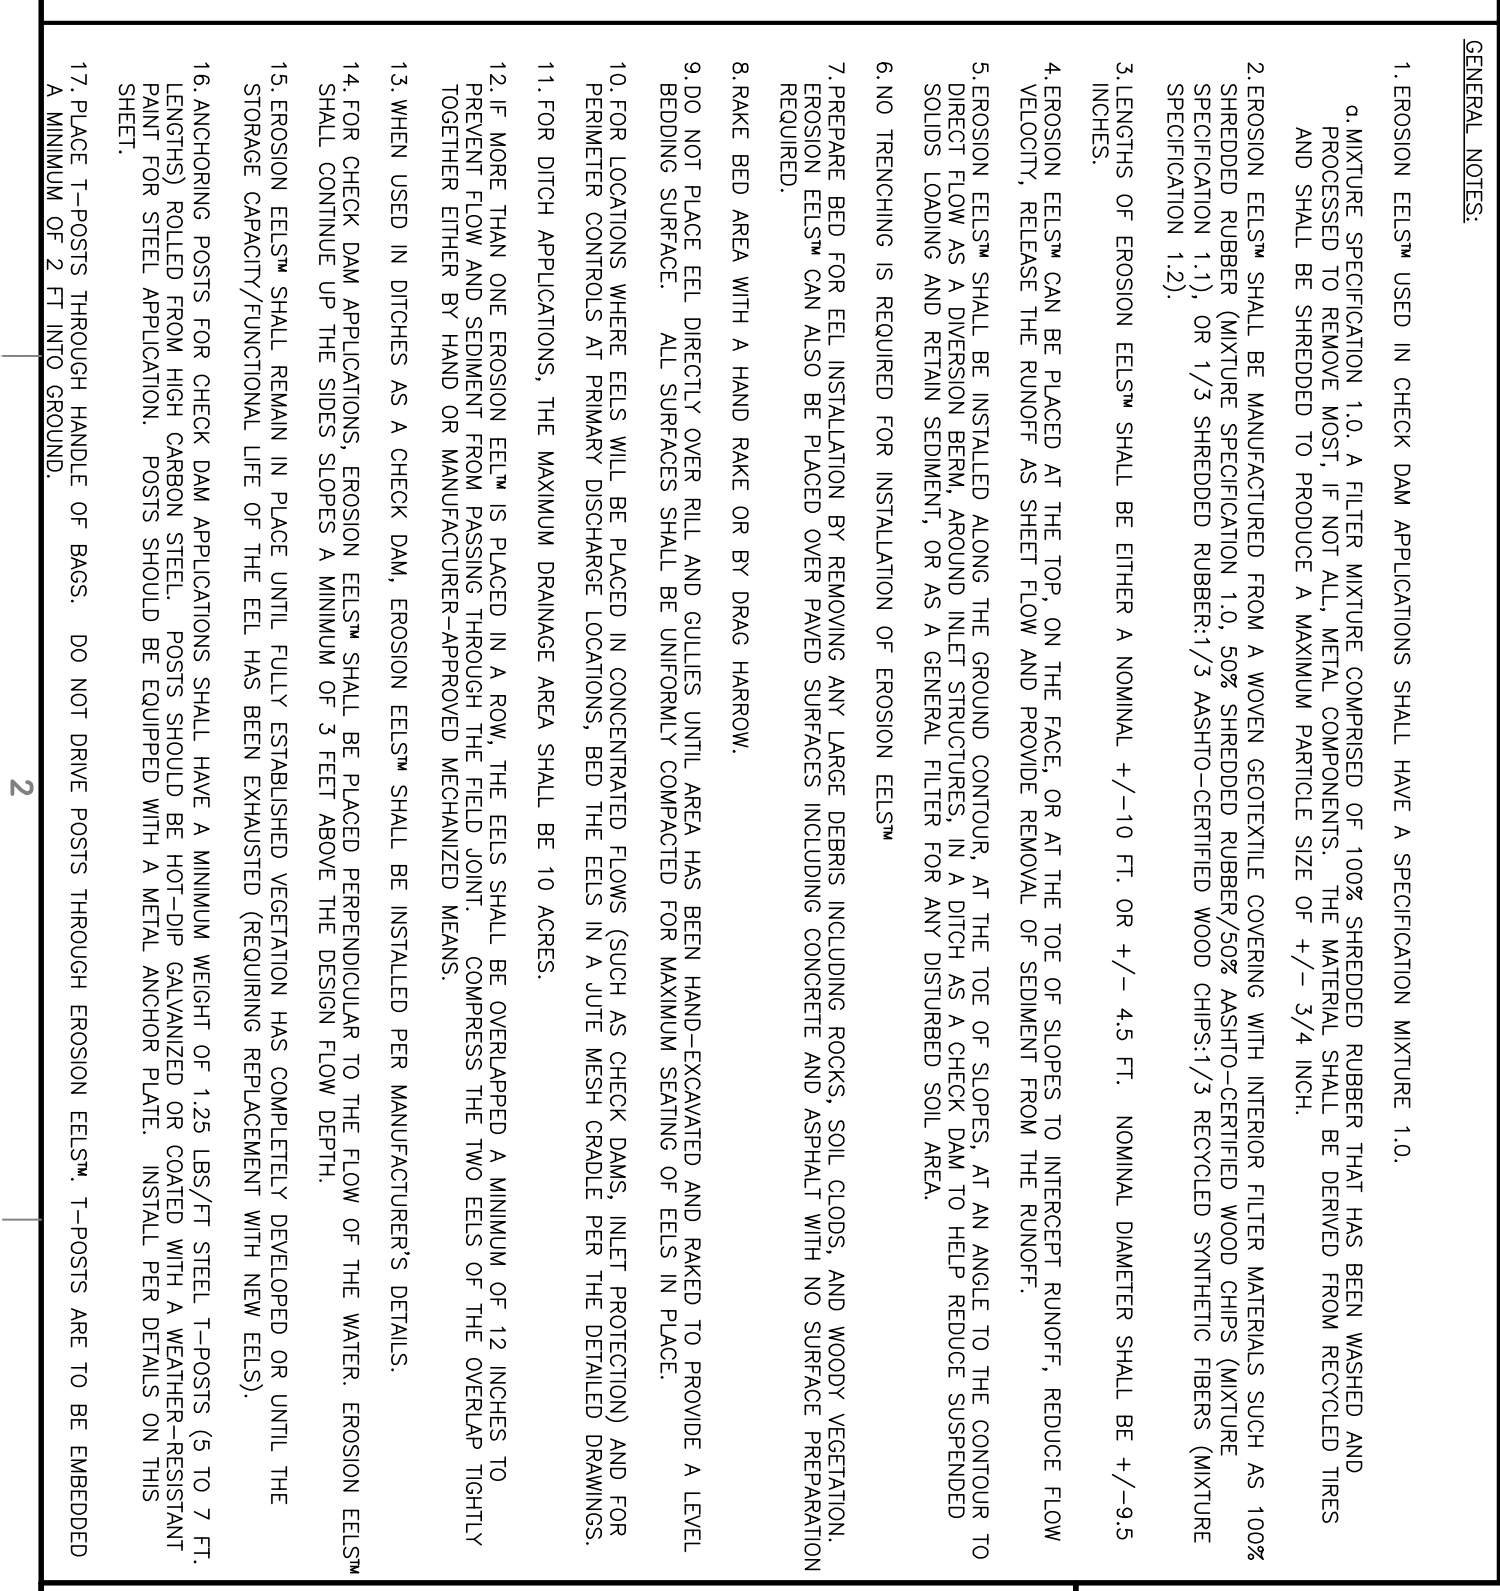 GENERAL NOTES:
1. EROSION EELS™ USED IN CHECK DAM APPLICATIONS SHALL HAVE A SPECIFICATION MIXTURE 1.0.
a. MIXTURE SPECIFICATION 1.0. A FILTER MIXTURE COMPRISED OF 100% SHREDDED RUBBER THAT HAS BEEN WASHED AND
PROCESSED TO REMOVE MOST, IF NOT ALL, METAL COMPONENTS. THE MATERIAL SHALL BE DERIVED FROM RECYCLED TIRES
AND SHALL BE SHREDDED TO PRODUCE A MAXIMUM PARTICLE SIZE OF +/- 3/4 INCH.
2. EROSION EELS™ SHALL BE MANUFACTURED FROM A WOVEN GEOTEXTILE COVERING WITH INTERIOR FILTER MATERIALS SUCH AS 100%
SHREDDED RUBBER (MIXTURE SPECIFICATION 1.0, 50% SHREDDED RUBBER/50% AASHTO-CERTIFIED WOOD CHIPS (MIXTURE
SPECIFICATION 1.1), OR 1/3 SHREDDED RUBBER:1/3 AASHTO-CERTIFIED WOOD CHIPS:1/3 RECYCLED SYNTHETIC FIBERS (MIXTURE
SPECIFICATION 1.2).
3. LENGTHS OF EROSION EELS™ SHALL BE EITHER A NOMINAL +/-10 FT. OR +/- 4.5 FT. NOMINAL DIAMETER SHALL BE +/-9.5
INCHES.
4. EROSION EELS™ CAN BE PLACED AT THE TOP, ON THE FACE, OR AT THE TOE OF SLOPES TO INTERCEPT RUNOFF, REDUCE FLOW
VELOCITY, RELEASE THE RUNOFF AS SHEET FLOW AND PROVIDE REMOVAL OF SEDIMENT FROM THE RUNOFF.
5. EROSION EELS™ SHALL BE INSTALLED ALONG THE GROUND CONTOUR, AT THE TOE OF SLOPES, AT AN ANGLE TO THE CONTOUR TO
DIRECT FLOW AS A DIVERSION BERM, AROUND INLET STRUCTURES, IN A DITCH AS A CHECK DAM TO HELP REDUCE SUSPENDED
SOLIDS LOADING AND RETAIN SEDIMENT, OR AS A GENERAL FILTER FOR ANY DISTURBED SOIL AREA.
6. NO TRENCHING IS REQUIRED FOR INSTALLATION OF EROSION EELS™
7. PREPARE BED FOR EEL INSTALLATION BY REMOVING ANY LARGE DEBRIS INCLUDING ROCKS, SOIL CLODS, AND WOODY VEGETATION.
EROSION EELS™ CAN ALSO BE PLACED OVER PAVED SURFACES INCLUDING CONCRETE AND ASPHALT WITH NO SURFACE PREPARATION
REQUIRED.
8. RAKE BED AREA WITH A HAND RAKE OR BY DRAG HARROW.
9. DO NOT PLACE EEL DIRECTLY OVER RILL AND GULLIES UNTIL AREA HAS BEEN HAND-EXCAVATED AND RAKED TO PROVIDE A LEVEL
BEDDING SURFACE. ALL SURFACES SHALL BE UNIFORMLY COMPACTED FOR MAXIMUM SEATING OF EELS IN PLACE.
10. FOR LOCATIONS WHERE EELS WILL BE PLACED IN CONCENTRATED FLOWS (SUCH AS CHECK DAMS, INLET PROTECTION) AND FOR
PERIMETER CONTROLS AT PRIMARY DISCHARGE LOCATIONS, BED THE EELS IN A JUTE MESH CRADLE PER THE DETAILED DRAWINGS.
11. FOR DITCH APPLICATIONS, THE MAXIMUM DRAINAGE AREA SHALL BE 10 ACRES.
12. IF MORE THAN ONE EROSION EEL™ IS PLACED IN A ROW, THE EELS SHALL BE OVERLAPPED A MINIMUM OF 12 INCHES TO
PREVENT FLOW AND SEDIMENT FROM PASSING THROUGH THE FIELD JOINT. COMPRESS THE TWO EELS OF THE OVERLAP TIGHTLY
TOGETHER EITHER BY HAND OR MANUFACTURER-APPROVED MECHANIZED MEANS.
13. WHEN USED IN DITCHES AS A CHECK DAM, EROSION EELS™ SHALL BE INSTALLED PER MANUFACTURER'S DETAILS.
14. FOR CHECK DAM APPLICATIONS, EROSION EELS™ SHALL BE PLACED PERPENDICULAR TO THE FLOW OF THE WATER. EROSION EELS™
SHALL CONTINUE UP THE SIDES SLOPES A MINIMUM OF 3 FEET ABOVE THE DESIGN FLOW DEPTH.
15. EROSION EELS™ SHALL REMAIN IN PLACE UNTIL FULLY ESTABLISHED VEGETATION HAS COMPLETELY DEVELOPED OR UNTIL THE
STORAGE CAPACITY/FUNCTIONAL LIFE OF THE EEL HAS BEEN EXHAUSTED (REQUIRING REPLACEMENT WITH NEW EELS).
16. ANCHORING POSTS FOR CHECK DAM APPLICATIONS SHALL HAVE A MINIMUM WEIGHT OF 1.25 LBS/FT STEEL T-POSTS (5 TO 7 FT.
LENGTHS) ROLLED FROM HIGH CARBON STEEL. POSTS SHOULD BE HOT-DIP GALVANIZED OR COATED WITH A WEATHER-RESISTANT
PAINT FOR STEEL APPLICATION. POSTS SHOULD BE EQUIPPED WITH A METAL ANCHOR PLATE. INSTALL PER DETAILS ON THIS
SHEET.
17. PLACE T-POSTS THROUGH HANDLE OF BAGS. DO NOT DRIVE POSTS THROUGH EROSION EELS™. T-POSTS ARE TO BE EMBEDDED
A MINIMUM OF 2 FT INTO GROUND.
2